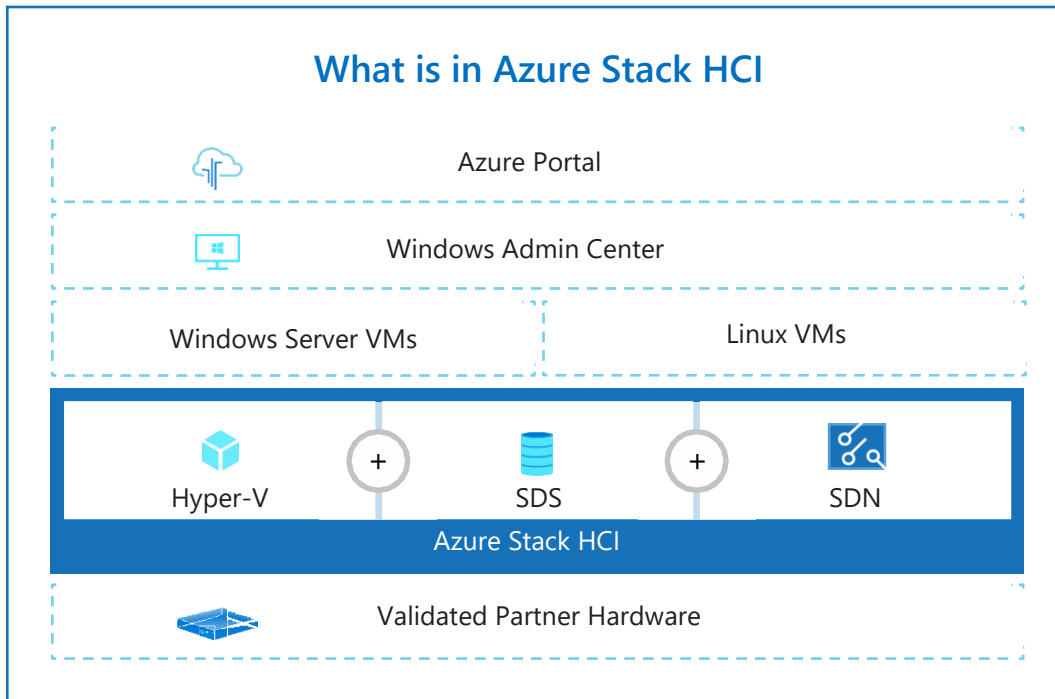 What is in Azure Stack HCI
Azure Portal
Windows Admin Center
Windows Server VMs
Linux VMs
+
+
Hyper-V
SDS
SDN
Azure Stack HCI
Validated Partner Hardware